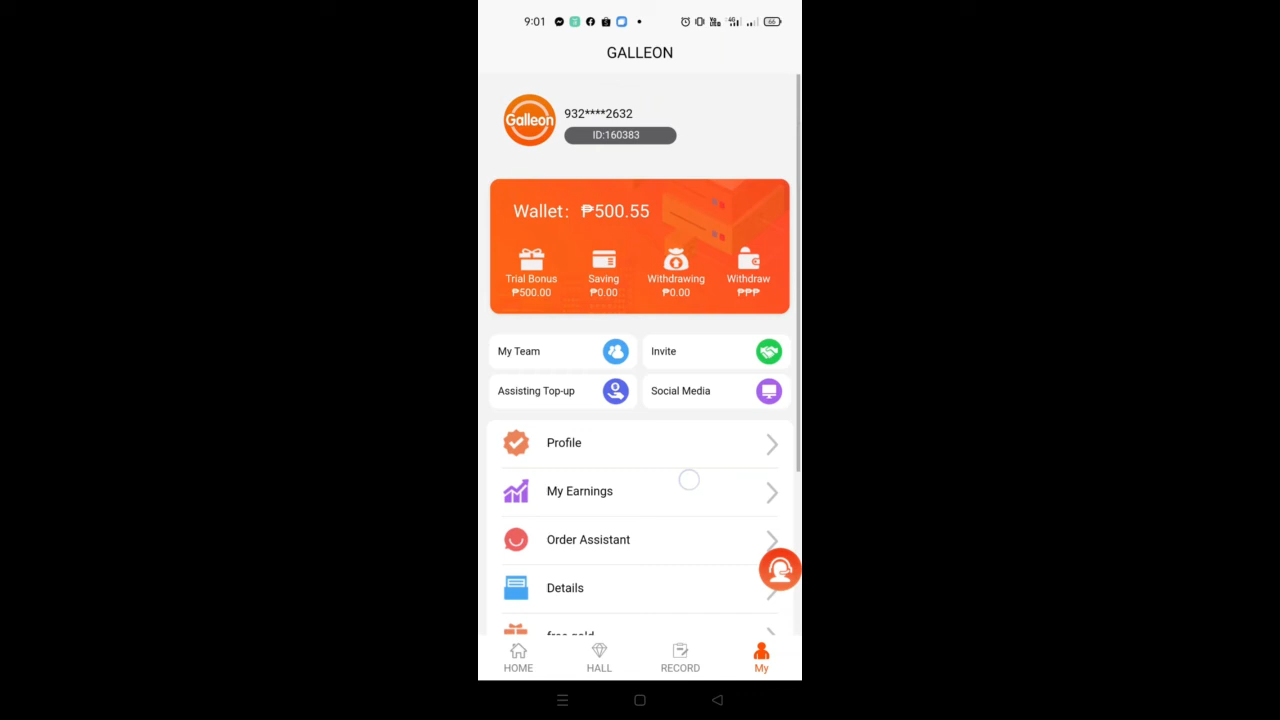 9:01
66
GALLEON
Galleon
932****2632
ID:160383
Wallet: ₱500.55
Trial Bonus
₱500.00
Saving
₱0.00
Withdrawing
₱0.00
Withdraw
₱₱₱
My Team
Invite
Assisting Top-up
Social Media
Profile
My Earnings
Order Assistant
Details
free gold
HOME
HALL
RECORD
My